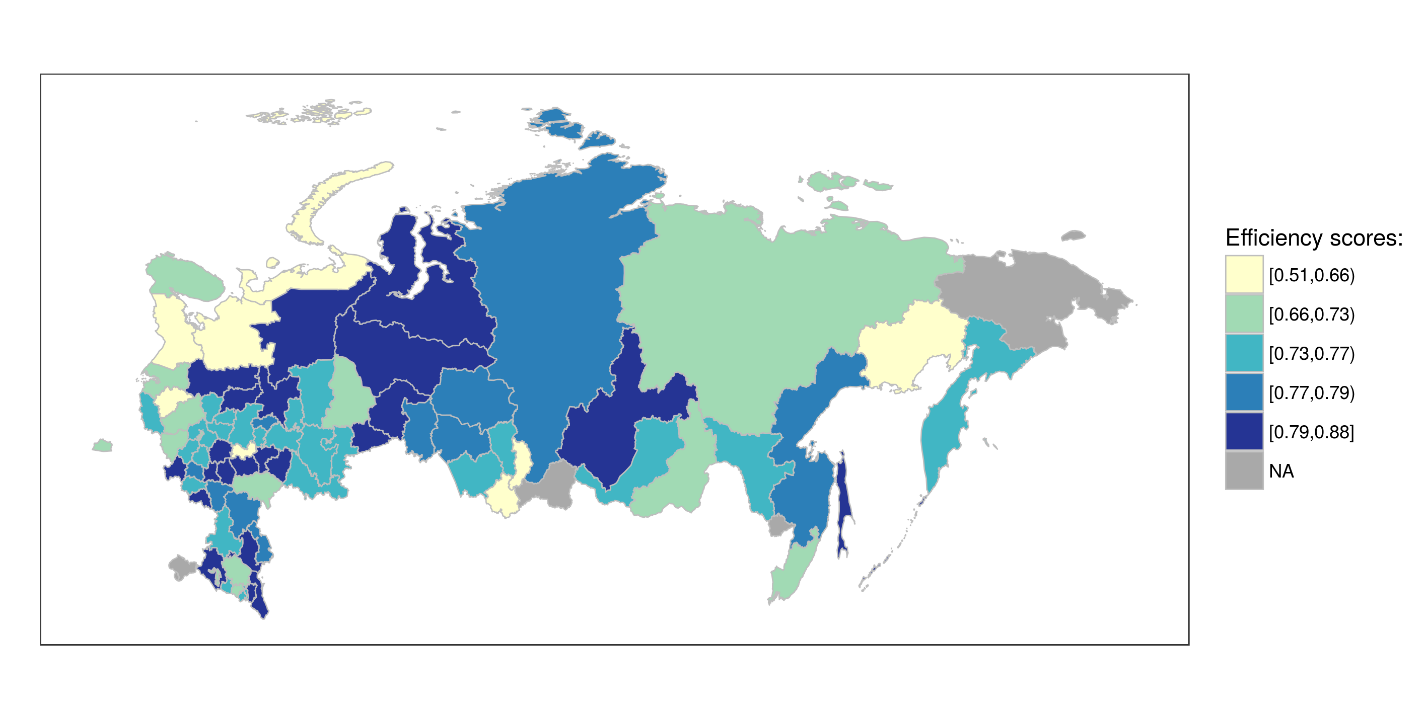 Efficiency scores:
[0.51,0.66)
[0.66,0.73)
[0.73,0.77)
[0.77,0.79)
[0.79,0.88]
NA